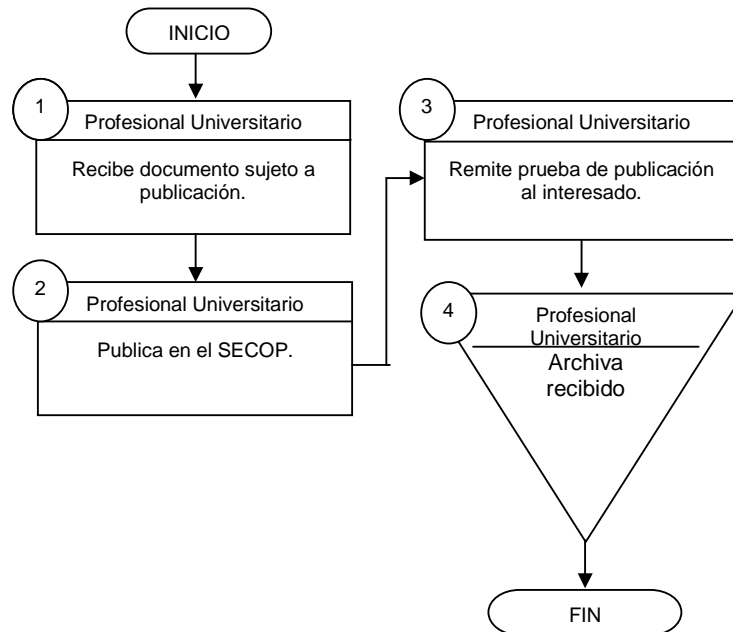 INICIO
1
Profesional Universitario
Recibe documento sujeto a
publicación.
2
Profesional Universitario
Publica en el SECOP.
3
Profesional Universitario
Remite prueba de publicación
al interesado.
4
Profesional
Universitario
Archiva
recibido
FIN